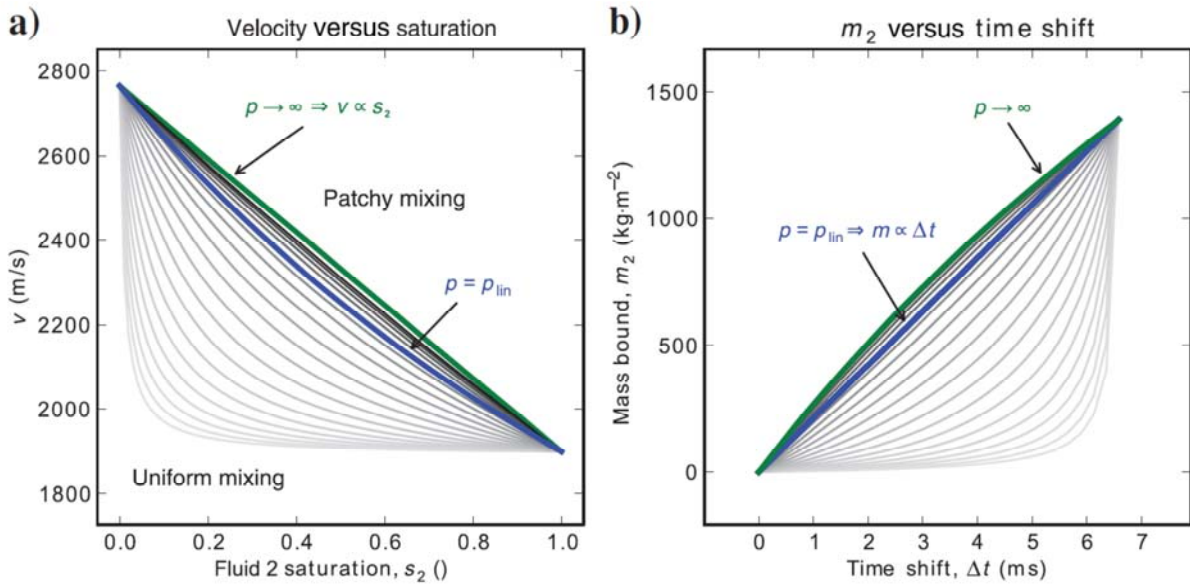 a)
Velocity versus saturation
2800
2600
2400
2200
2000
1800
v (m/s)
p → ∞ ⇒ v ∝ s₂
Patchy mixing
p = p_lin
Uniform mixing
0.0 0.2 0.4 0.6 0.8 1.0
Fluid 2 saturation, s₂ ()
b)
m₂ versus time shift
1500
1000
500
0
Mass bound, m₂ (kg·m⁻²)
p → ∞
p = p_lin ⇒ m ∝ Δt
0 1 2 3 4 5 6 7
Time shift, Δt (ms)